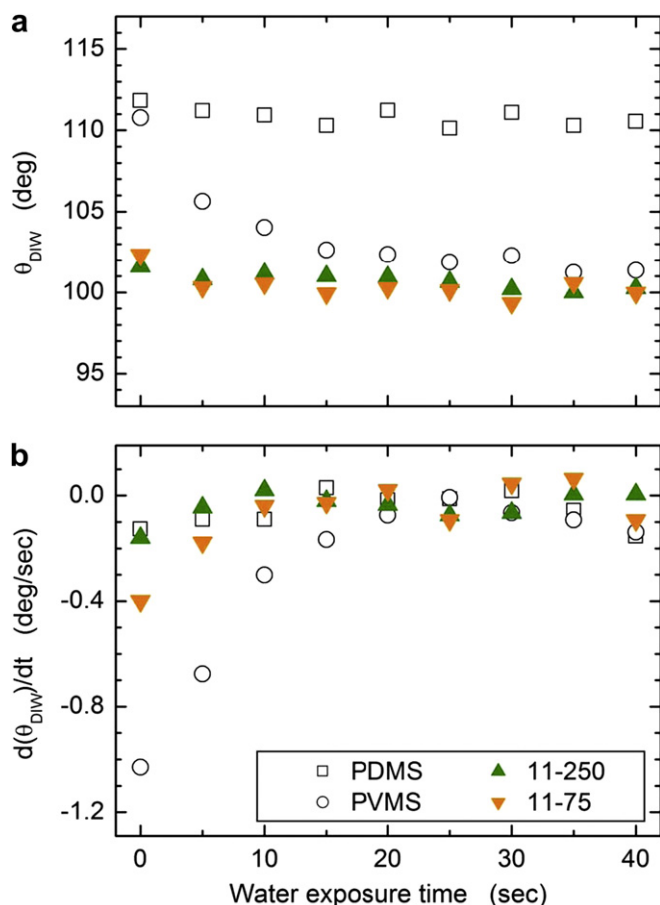 a
115
110
105
100
95
θDIW (deg)
b
0.0
-0.4
-0.8
-1.2
d(θDIW)/dt (deg/sec)
PDMS
11-250
PVMS
11-75
0
10
20
30
40
Water exposure time (sec)